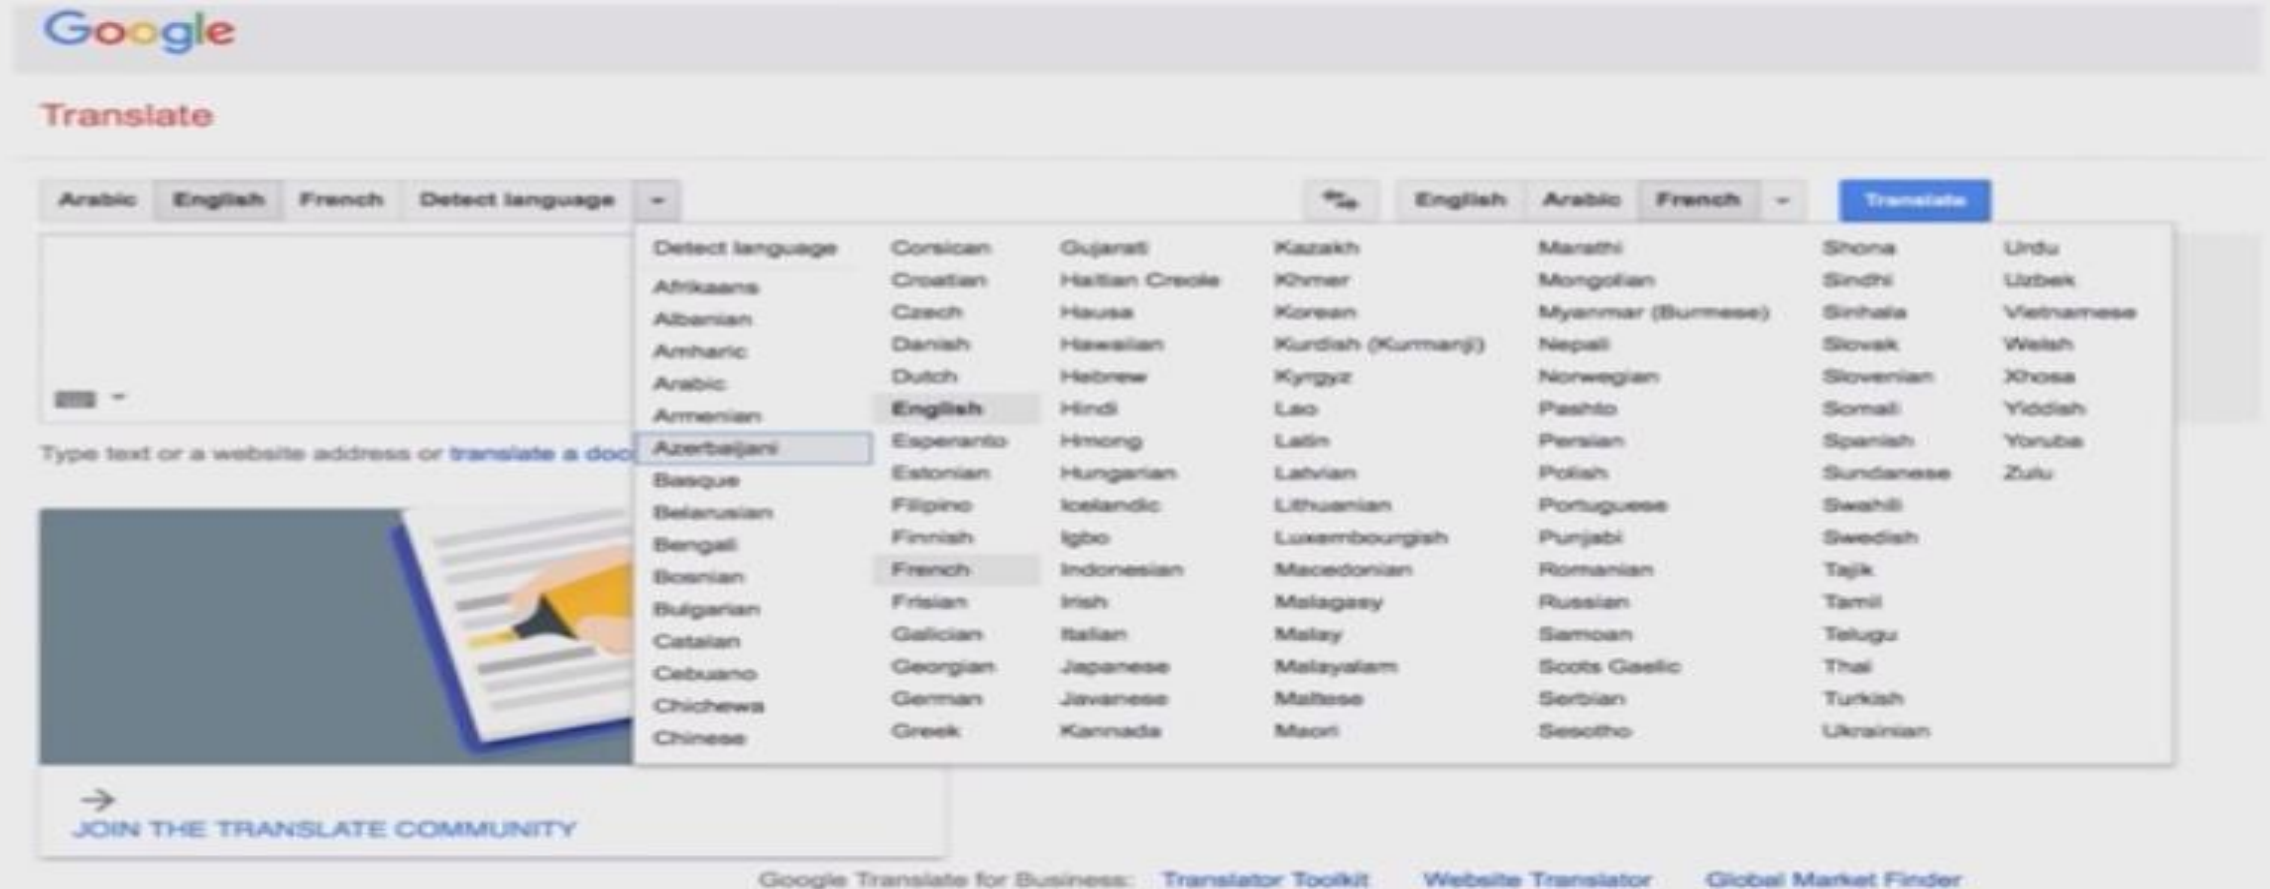 Google
Translate
Arabic English French Detect language English Arabic French Translate
Detect language Corsican Gujarati Kazakh Marathi Shona Urdu
Afrikaans Croatian Haitian Creole Khmer Mongolian Sindhi Uzbek
Albanian Czech Hausa Korean Myanmar (Burmese) Sinhala Vietnamese
Amharic Danish Hawaiian Kurdish (Kurmanji) Nepali Slovak Welsh
Arabic Dutch Hebrew Kyrgyz Norwegian Slovenian Xhosa
Armenian English Hindi Lao Pashto Somali Yiddish
Type text or a website address or translate a doc Azerbaijani Esperanto Hmong Latin Persian Spanish Yoruba
Basque Estonian Hungarian Latvian Polish Sundanese Zulu
Belarusian Filipino Icelandic Lithuanian Portuguese Swahili
Bengali Finnish Igbo Luxembourgish Punjabi Swedish
Bosnian French Indonesian Macedonian Romanian Tajik
Bulgarian Frisian Irish Malagasy Russian Tamil
Catalan Galician Italian Malay Samoan Telugu
Cebuano Georgian Japanese Malayalam Scots Gaelic Thai
Chichewa German Javanese Maltese Serbian Turkish
Chinese Greek Kannada Maori Sesotho Ukrainian
JOIN THE TRANSLATE COMMUNITY
Google Translate for Business: Translator Toolkit Website Translator Global Market Finder